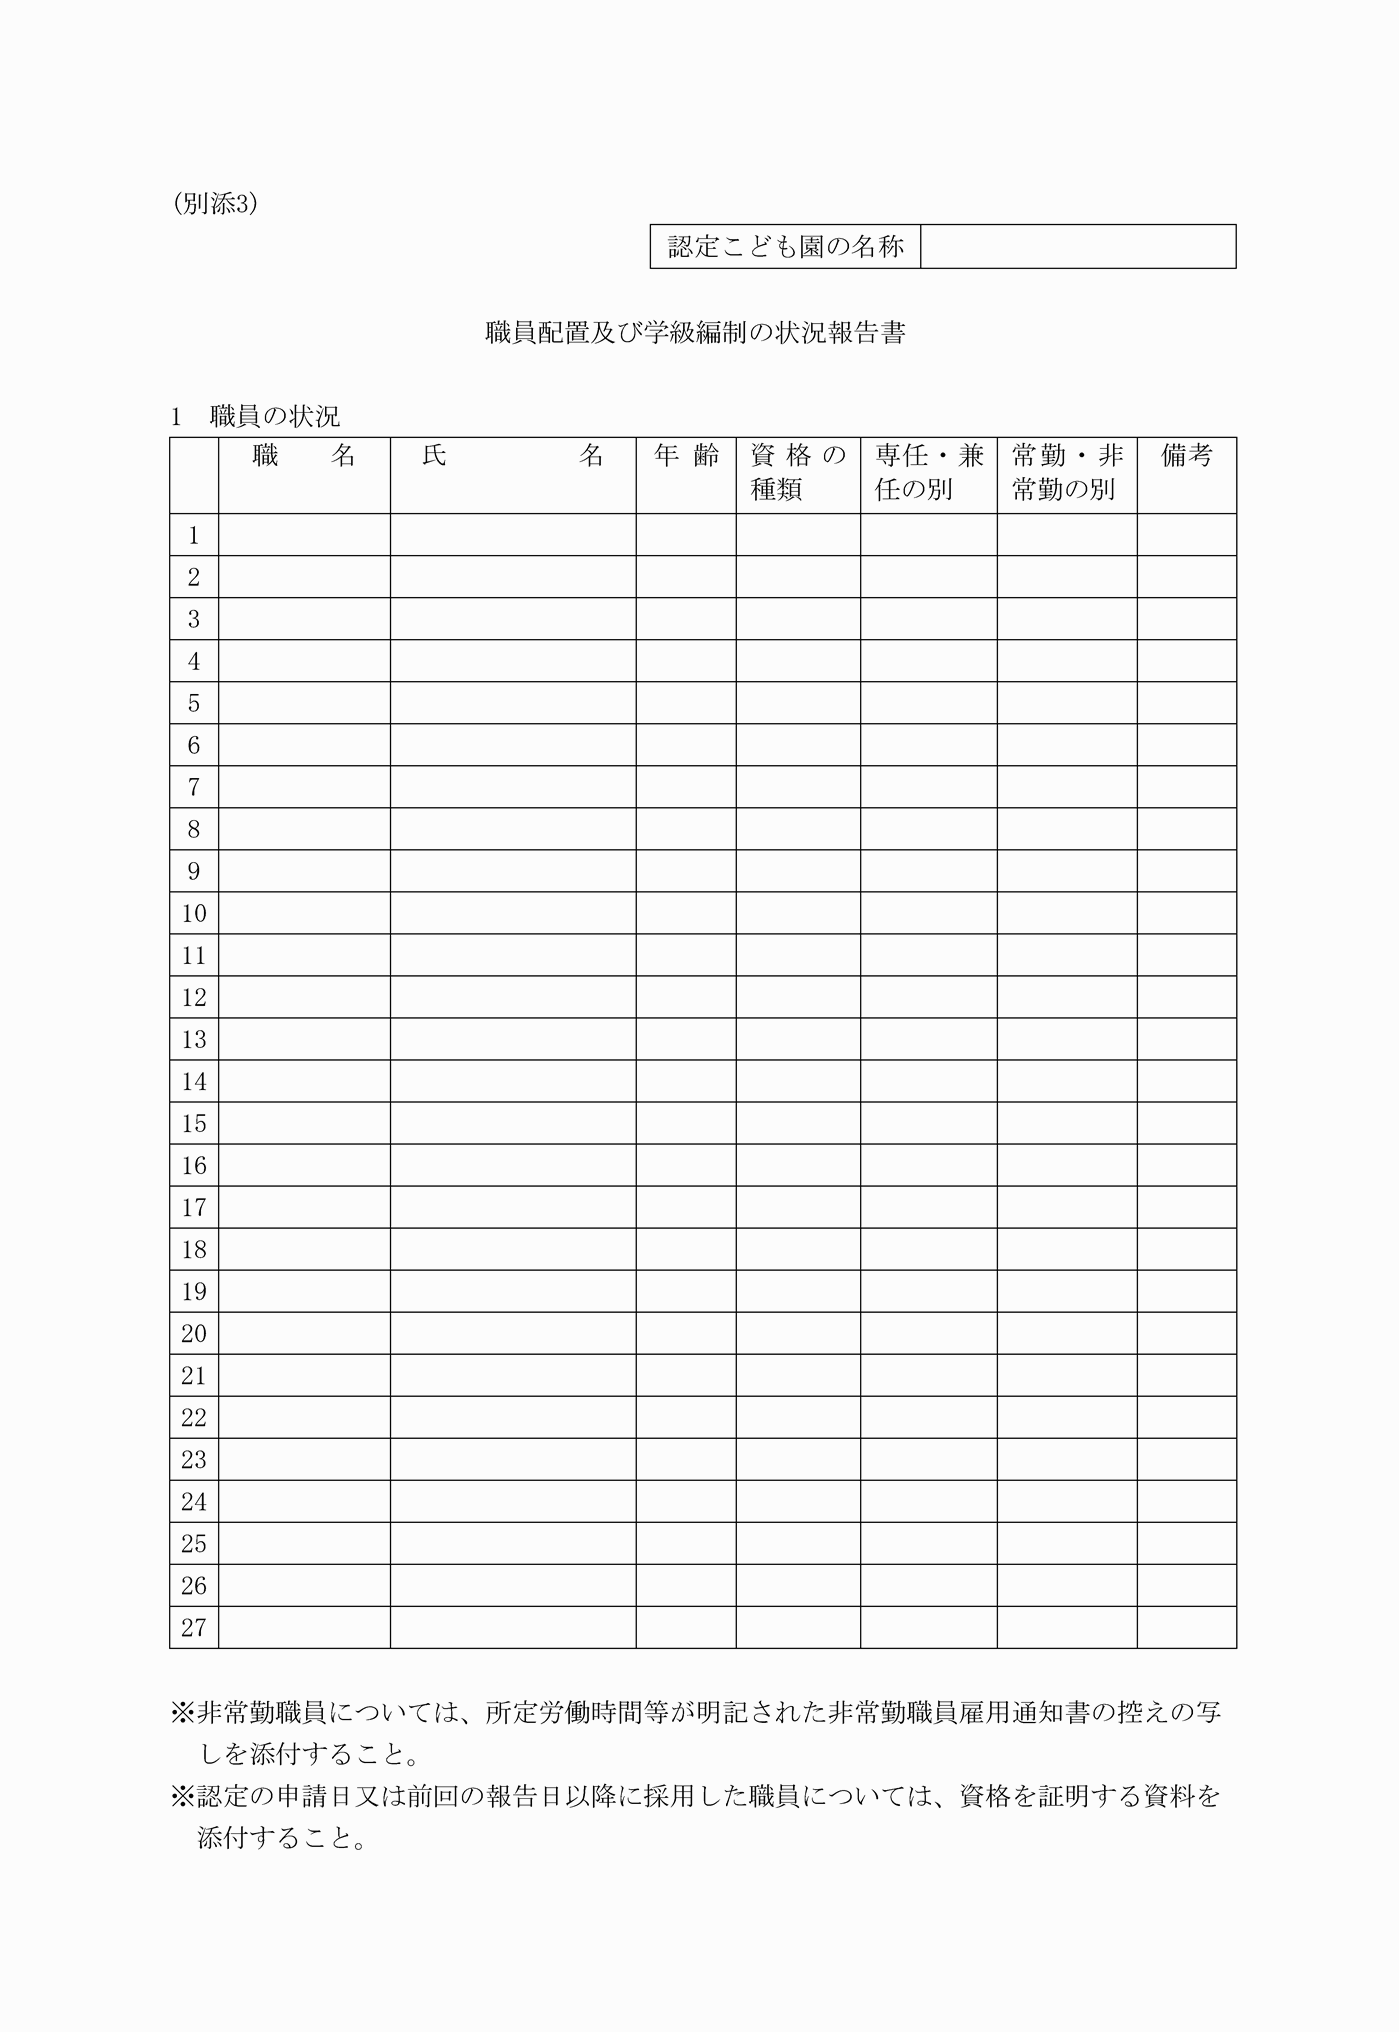 （別添3）
認定こども園の名称
職員配置及び学級編制の状況報告書
1　職員の状況
職　　名　氏　　　　　名　年 齢　資 格 の　専任・兼　常勤・非　備考
種類　任の別　常勤の別
1
2
3
4
5
6
7
8
9
10
11
12
13
14
15
16
17
18
19
20
21
22
23
24
25
26
27
※非常勤職員については、所定労働時間等が明記された非常勤職員雇用通知書の控えの写
しを添付すること。
※認定の申請日又は前回の報告日以降に採用した職員については、資格を証明する資料を
添付すること。